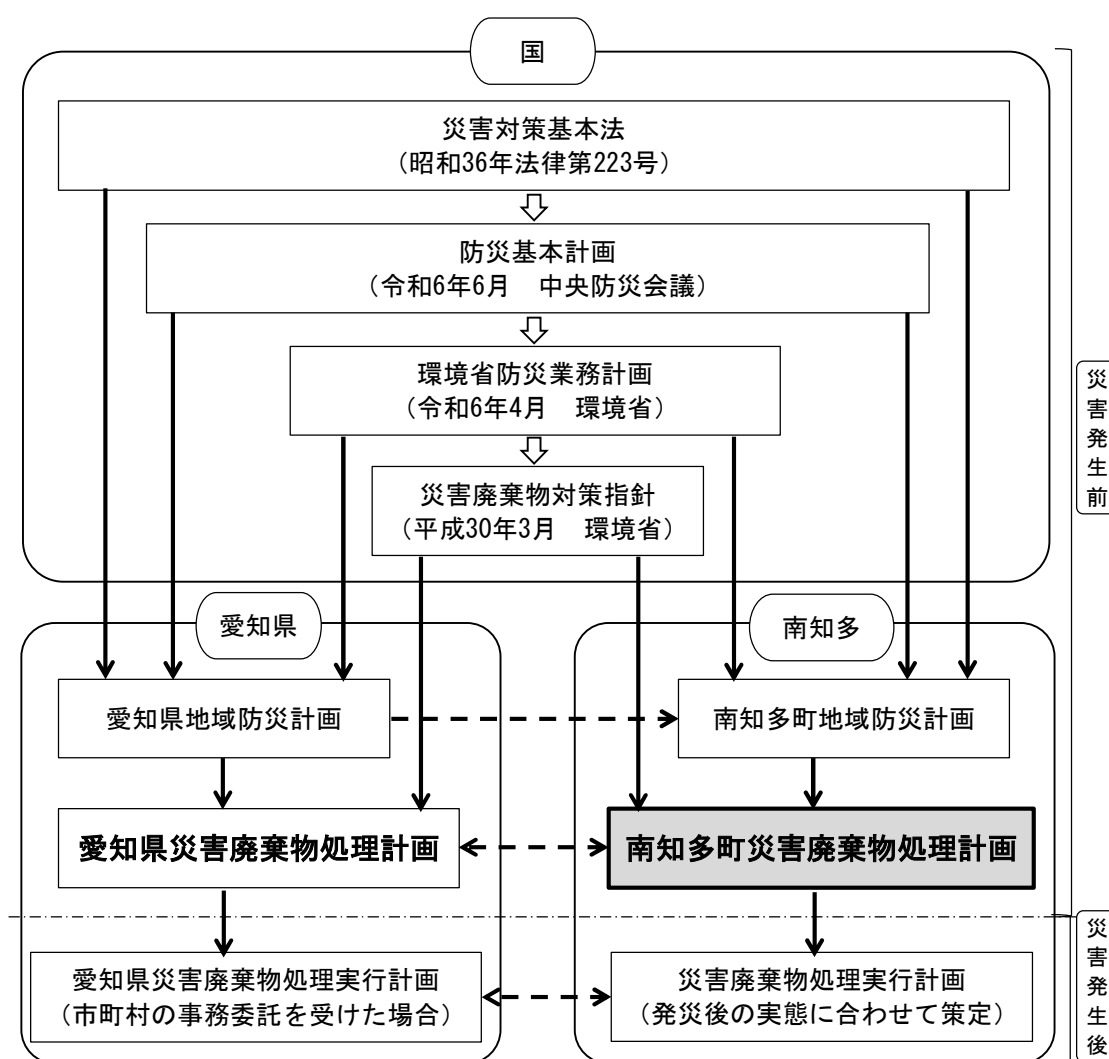 国
災害対策基本法
（昭和36年法律第223号）
防災基本計画
（令和6年6月　中央防災会議）
環境省防災業務計画
（令和6年4月　環境省）
災害廃棄物対策指針
（平成30年3月　環境省）
災害発生前
愛知県
南知多
愛知県地域防災計画
南知多町地域防災計画
愛知県災害廃棄物処理計画
南知多町災害廃棄物処理計画
愛知県災害廃棄物処理実行計画
（市町村の事務委託を受けた場合）
災害廃棄物処理実行計画
（発災後の実態に合わせて策定）
災害発生後